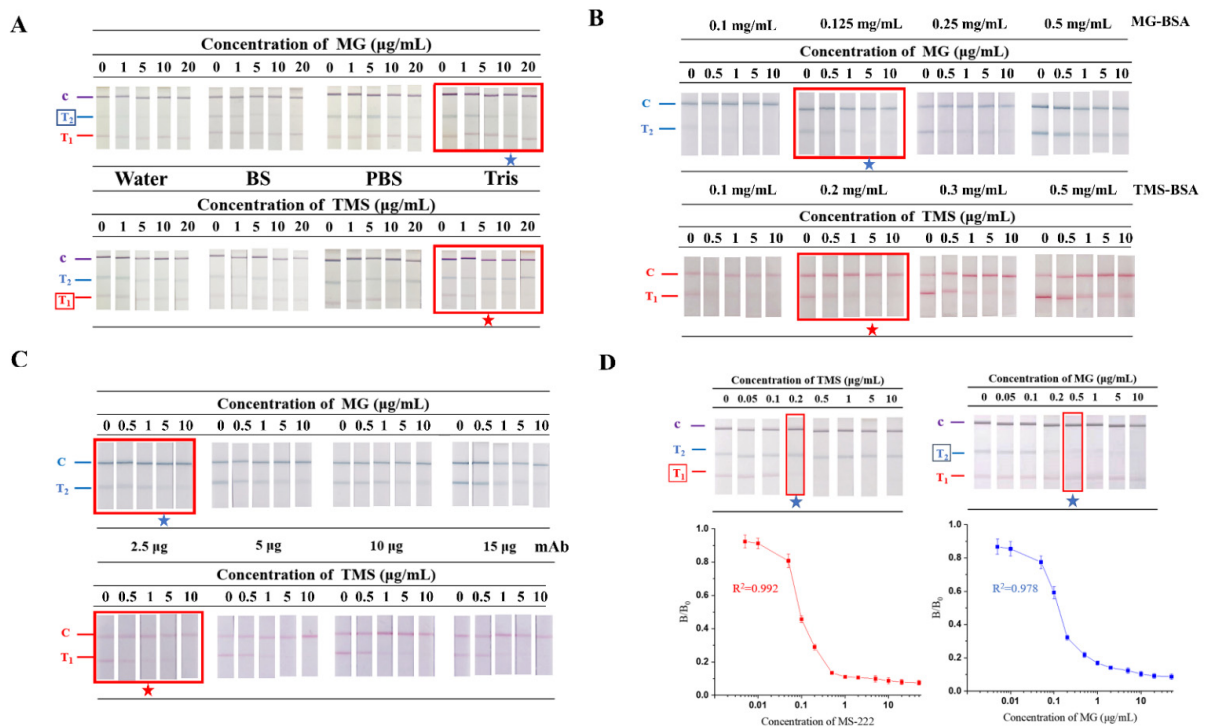 A
Concentration of MG (μg/mL)
0 1 5 10 20 0 1 5 10 20 0 1 5 10 20 0 1 5 10 20
c
T2
T1
Water BS PBS Tris
Concentration of TMS (μg/mL)
0 1 5 10 20 0 1 5 10 20 0 1 5 10 20 0 1 5 10 20
c
T2
T1
B
0.1 mg/mL 0.125 mg/mL 0.25 mg/mL 0.5 mg/mL MG-BSA
Concentration of MG (μg/mL)
0 0.5 1 5 10 0 0.5 1 5 10 0 0.5 1 5 10 0 0.5 1 5 10
C
T2
0.1 mg/mL 0.2 mg/mL 0.3 mg/mL 0.5 mg/mL TMS-BSA
Concentration of TMS (μg/mL)
0 0.5 1 5 10 0 0.5 1 5 10 0 0.5 1 5 10 0 0.5 1 5 10
C
T1
C
Concentration of MG (μg/mL)
0 0.5 1 5 10 0 0.5 1 5 10 0 0.5 1 5 10 0 0.5 1 5 10
C
T2
2.5 μg 5 μg 10 μg 15 μg mAb
Concentration of TMS (μg/mL)
0 0.5 1 5 10 0 0.5 1 5 10 0 0.5 1 5 10 0 0.5 1 5 10
C
T1
D
Concentration of TMS (μg/mL)
0 0.05 0.1 0.2 0.5 1 5 10
c
T2
T1
Concentration of MG (μg/mL)
0 0.05 0.1 0.2 0.5 1 5 10
c
T2
T1
1.0
0.8
0.6
0.4
0.2
0.0
B/B0
R2=0.992
0.01 0.1 1 10
Concentration of MS-222
1.0
0.8
0.6
0.4
0.2
0.0
B/B0
R2=0.978
0.01 0.1 1 10
Concentration of MG (μg/mL)